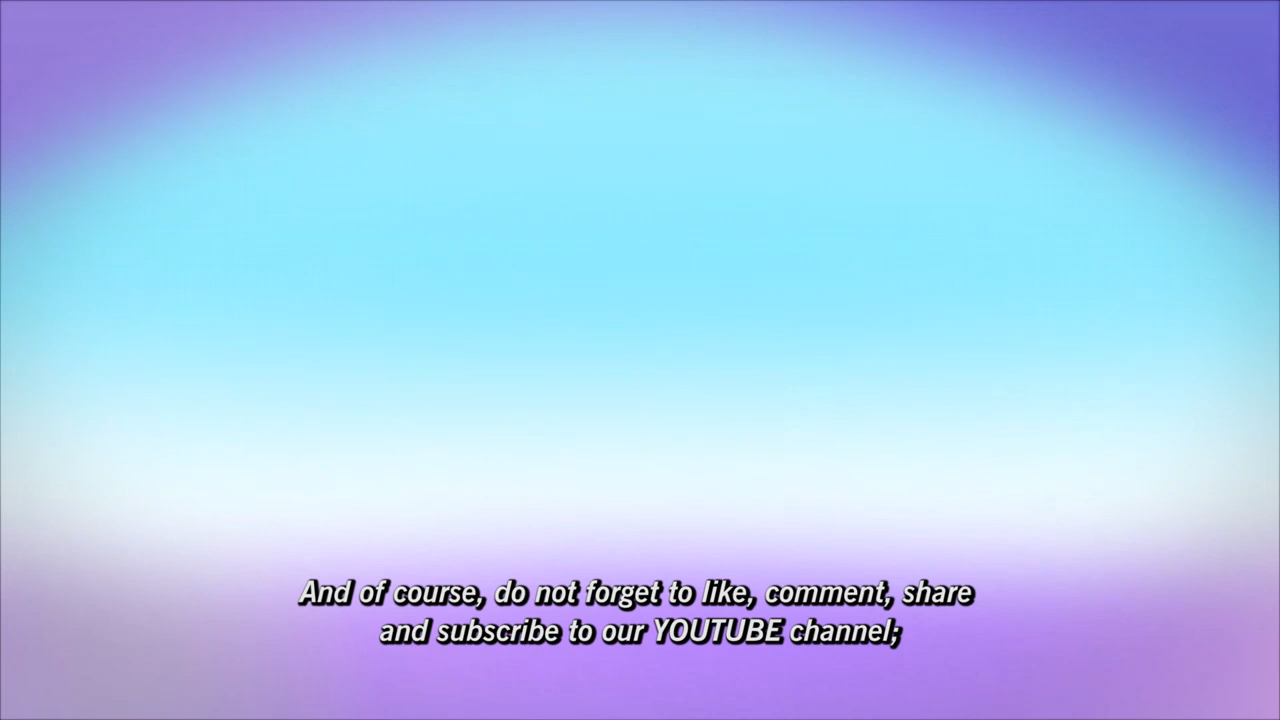 And of course, do not forget to like, comment, share
and subscribe to our YOUTUBE channel;